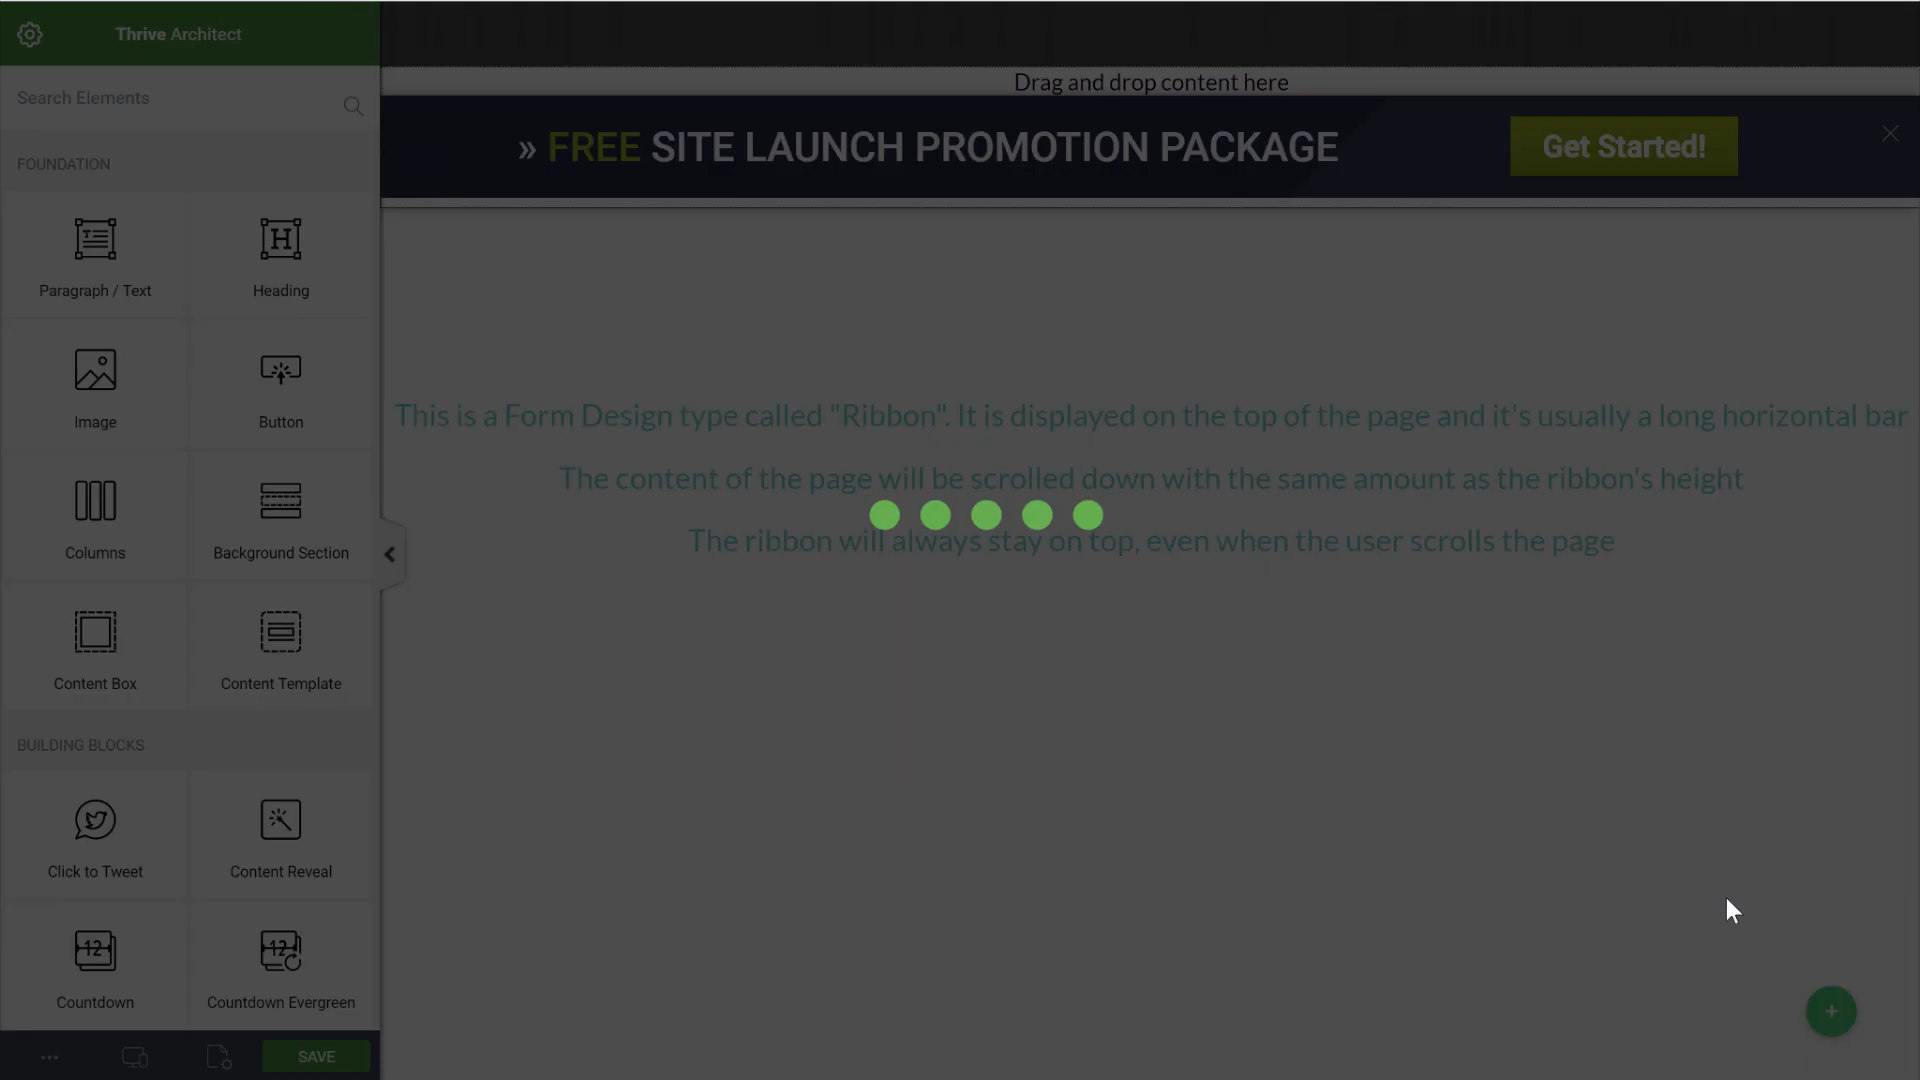 Thrive Architect
Search Elements
FOUNDATION
Paragraph / Text
Heading
Image
Button
Columns
Background Section
Content Box
Content Template
BUILDING BLOCKS
Click to Tweet
Content Reveal
12
Countdown
12
Countdown Evergreen
SAVE
Drag and drop content here
» FREE SITE LAUNCH PROMOTION PACKAGE
Get Started!
This is a Form Design type called "Ribbon". It is displayed on the top of the page and it's usually a long horizontal bar
The content of the page will be scrolled down with the same amount as the ribbon's height
The ribbon will always stay on top, even when the user scrolls the page